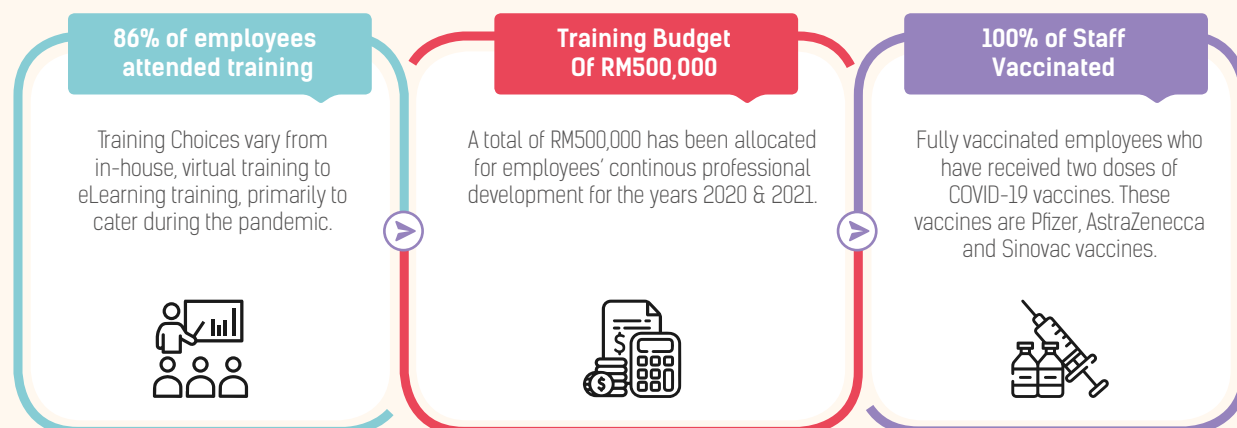 86% of employees
attended training
Training Choices vary from
in-house, virtual training to
eLearning training, primarily to
cater during the pandemic.
Training Budget
Of RM500,000
A total of RM500,000 has been allocated
for employees’ continous professional
development for the years 2020 & 2021.
100% of Staff
Vaccinated
Fully vaccinated employees who
have received two doses of
COVID-19 vaccines. These
vaccines are Pfizer, AstraZenecca
and Sinovac vaccines.